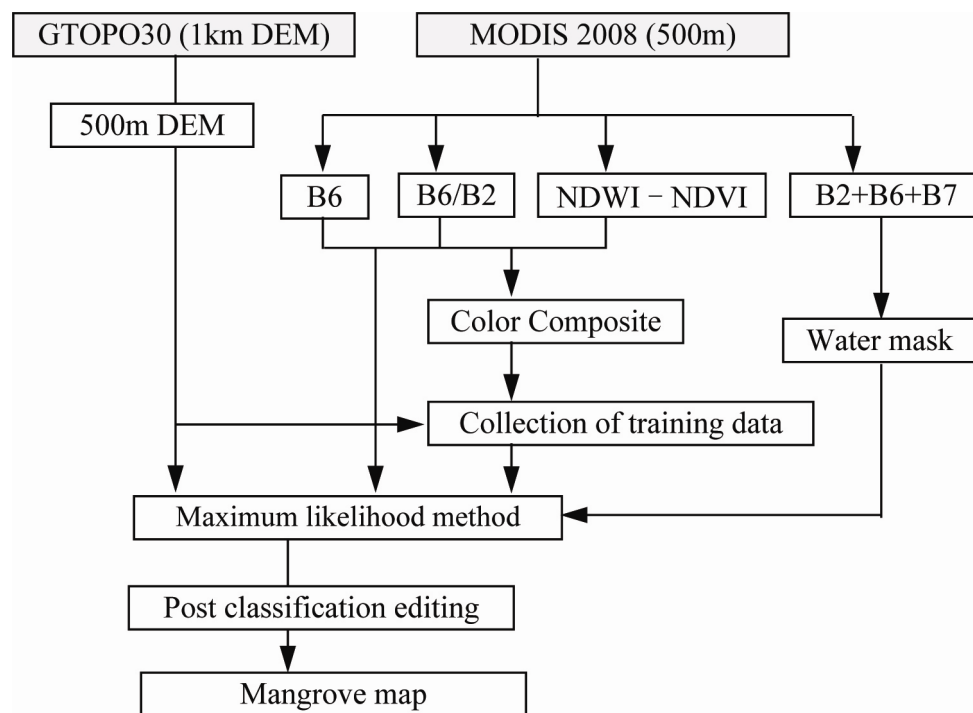 GTOPO30 (1km DEM)
MODIS 2008 (500m)
500m DEM
B6
B6/B2
NDWI − NDVI
B2+B6+B7
Color Composite
Water mask
Collection of training data
Maximum likelihood method
Post classification editing
Mangrove map